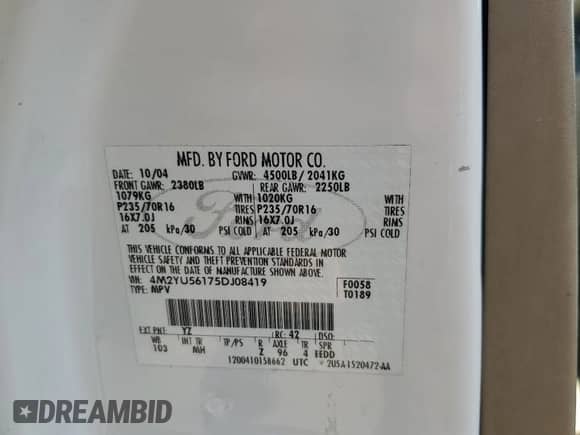 MFD. BY FORD MOTOR CO.
DATE: 10/04 GVWR: 4500LB/ 2041KG
FRONT GAWR: 2380LB REAR GAWR: 2250LB
1079KG WITH 1020KG WITH
P235/70R16 TIRES P235/70R16 TIRES
16X7.0J RIMS 16X7.0J RIMS
AT 205 kPa/30 PSI COLD AT 205 kPa/30 PSI COLD
THIS VEHICLE CONFORMS TO ALL APPLICABLE FEDERAL MOTOR
VEHICLE SAFETY AND THEFT PREVENTION STANDARDS IN
EFFECT ON THE DATE OF MANUFACTURE SHOWN ABOVE.
VIN: 4M2YU56175DJ08419 F0058
TYPE: MPV T0189
EXT PNT: YZ RC: 42 DSO:
WB INT TR TP/PS R AXLE TR SPR
103 MH Z 96 4 EEDD
1200410158662 UTC 2U5A-1520472-AA
Ford
DREAMBID